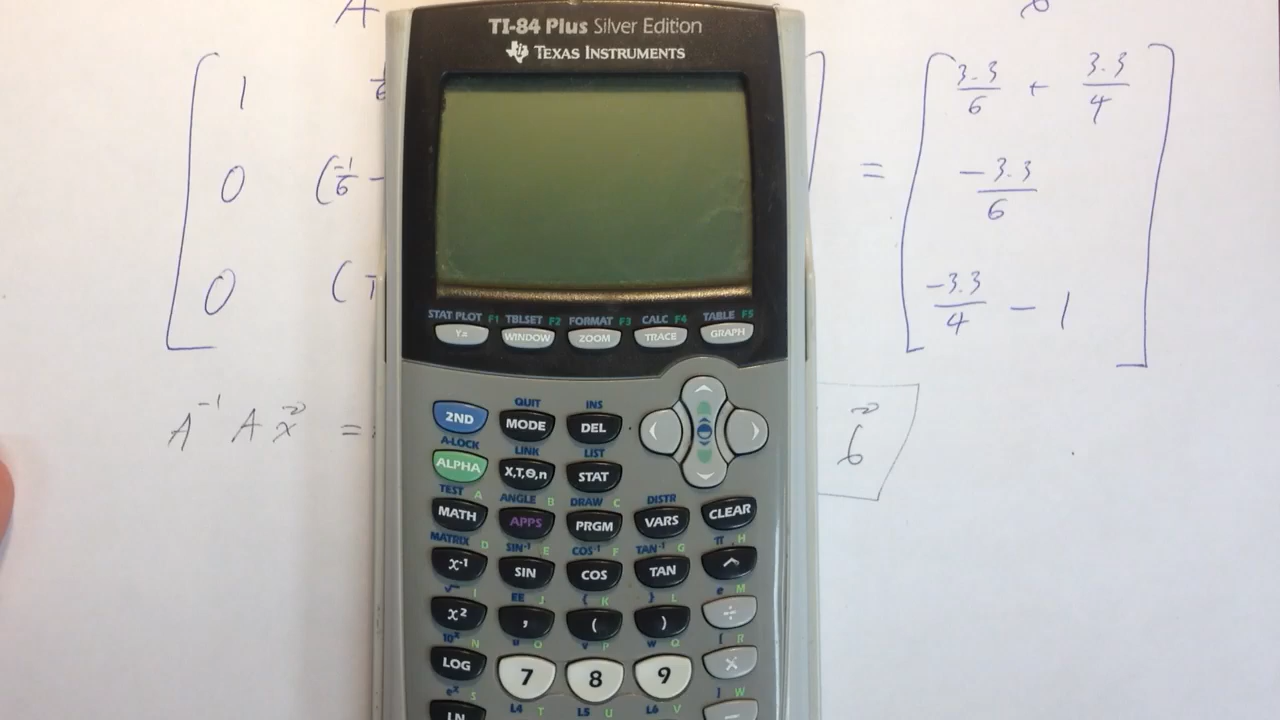 A
TI-84 Plus Silver Edition
TEXAS INSTRUMENTS
1
3.3/6 + 3.3/4
0 (-1/6 -
= -3.3/6
0 (
-3.3/4 - 1
STAT PLOT F1 TBLSET F2 FORMAT F3 CALC F4 TABLE F5
Y= WINDOW ZOOM TRACE GRAPH
QUIT INS
2ND MODE DEL
A⁻¹ A x⃗ = b⃗
A-LOCK LINK LIST
ALPHA X,T,Θ,n STAT
TEST A ANGLE B DRAW C DISTR
MATH APPS PRGM VARS CLEAR
MATRIX D SIN⁻¹ E COS⁻¹ F TAN⁻¹ G π H
x⁻¹ SIN COS TAN ^
√ I EE J { K } L e M
x² , ( ) ÷
10ˣ N u O v P w Q [ R
LOG 7 8 9 ×
eˣ S L4 T L5 U L6 V ] W
LN −